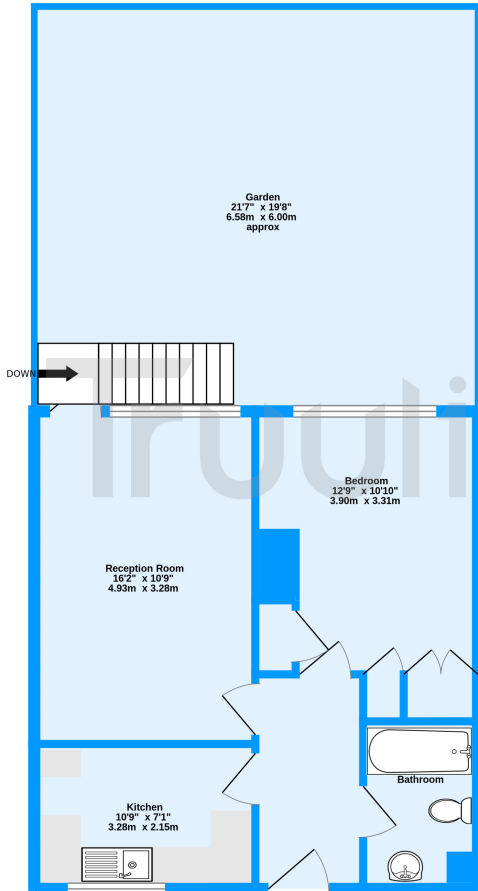 Garden
21'7" x 19'8"
6.58m x 6.00m
approx
DOWN
Truuli
Bedroom
12'9" x 10'10"
3.90m x 3.31m
Reception Room
16'2" x 10'9"
4.93m x 3.28m
Bathroom
Kitchen
10'9" x 7'1"
3.28m x 2.15m